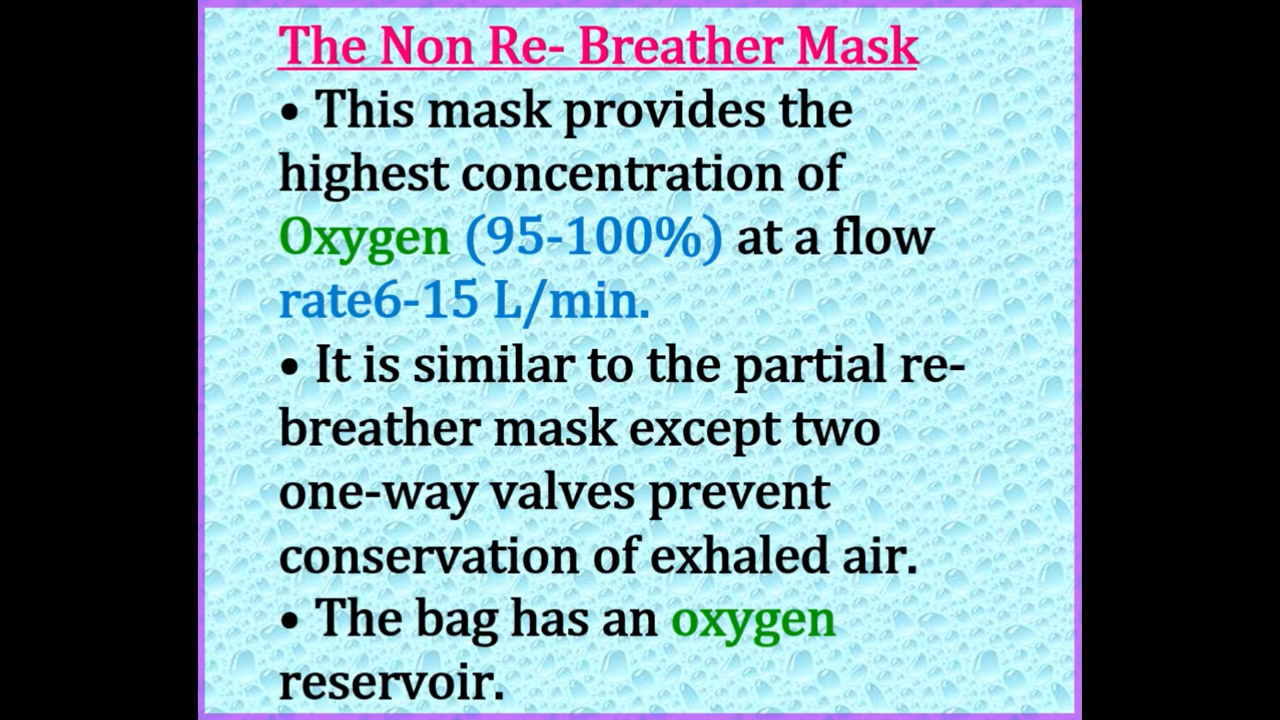 The Non Re- Breather Mask
• This mask provides the
highest concentration of
Oxygen (95-100%) at a flow
rate6-15 L/min.
• It is similar to the partial re-
breather mask except two
one-way valves prevent
conservation of exhaled air.
• The bag has an oxygen
reservoir.